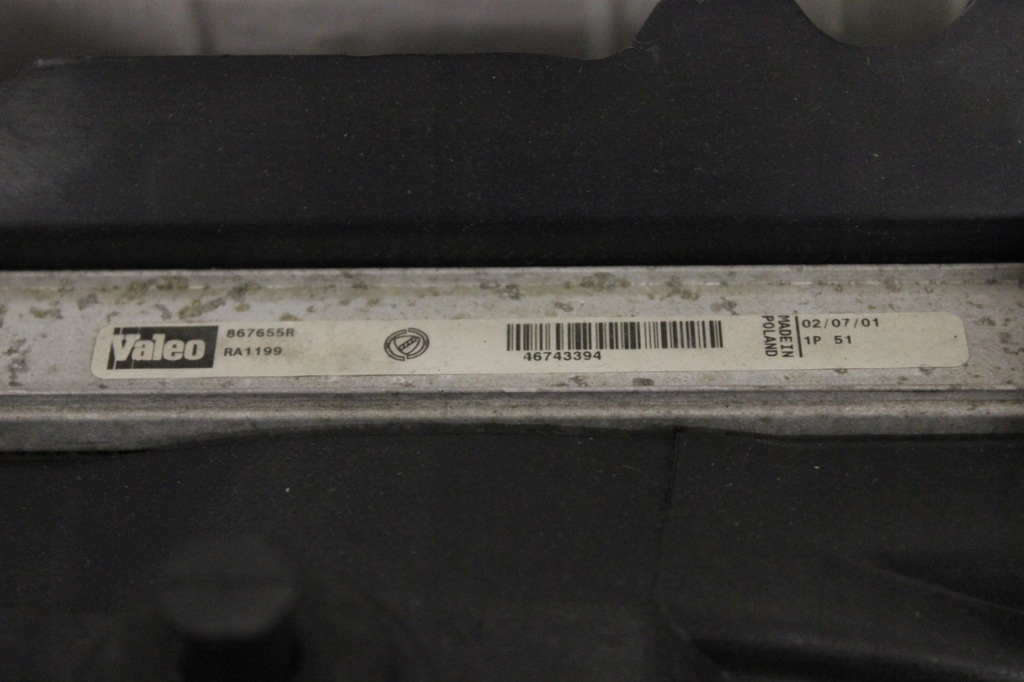 Valeo
867655R
RA1199
46743394
MADE IN
POLAND
02/07/01
1P 51